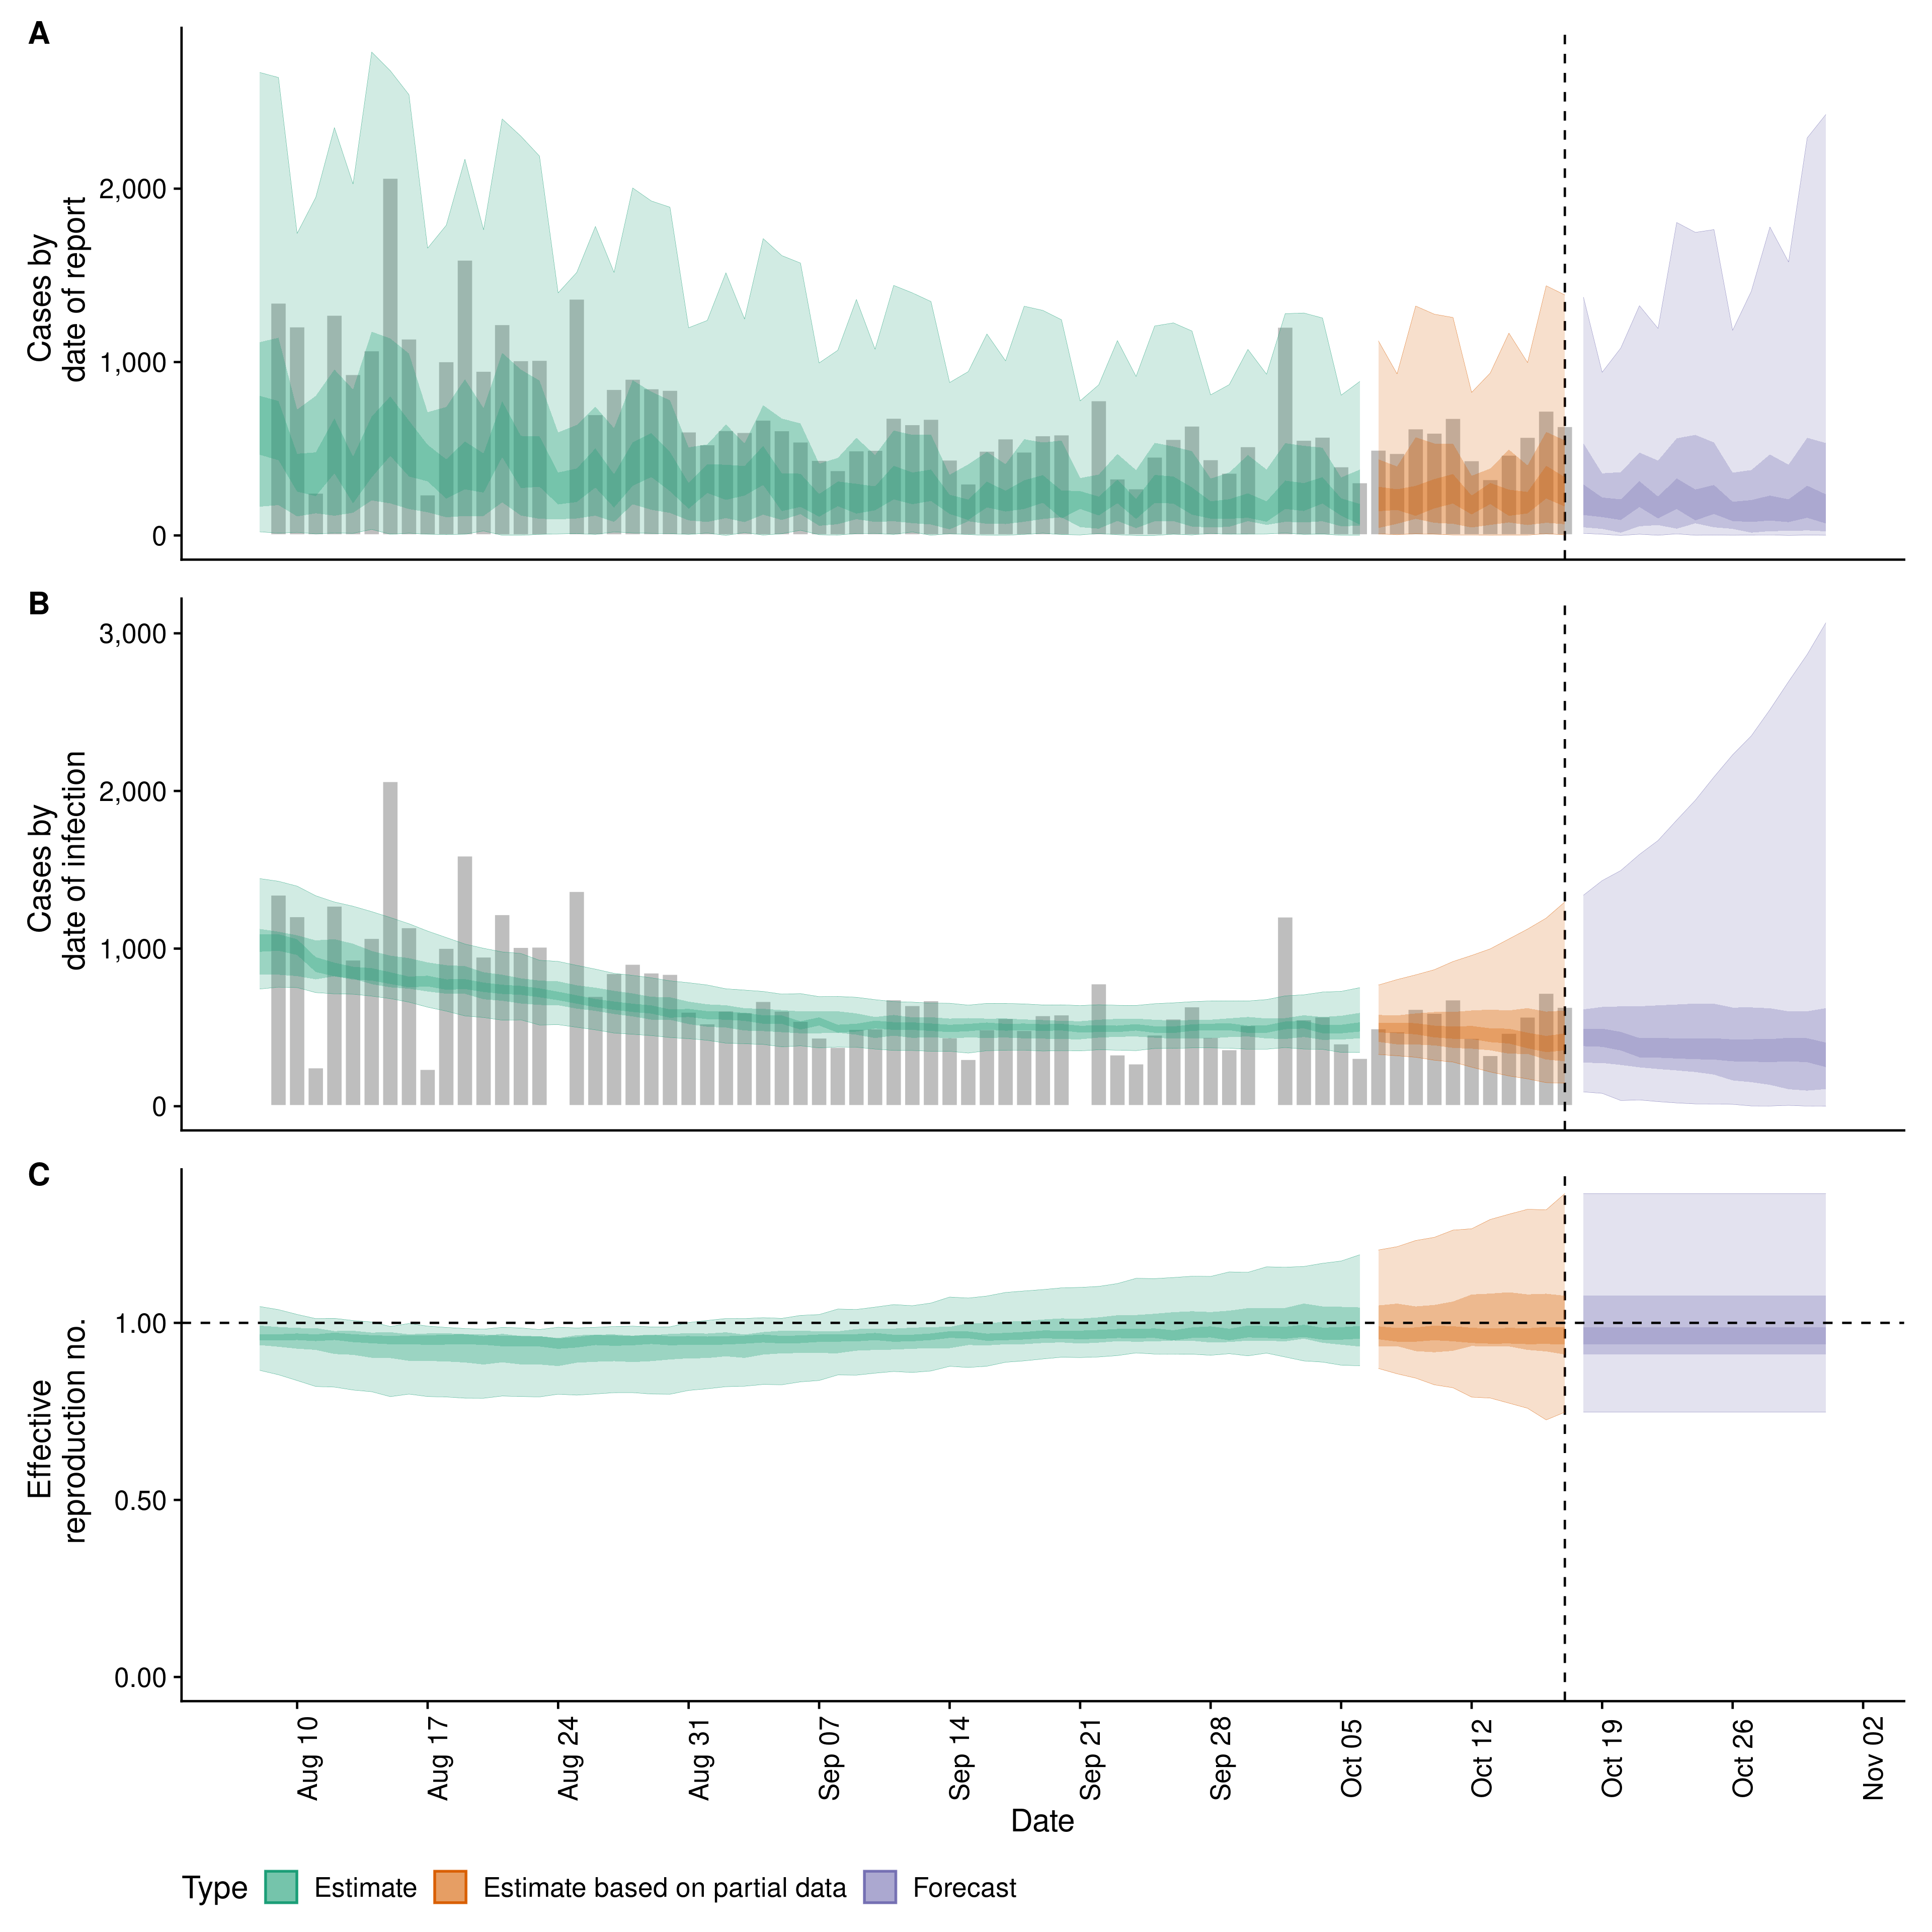 A
Cases by
date of report
2,000
1,000
0
B
Cases by
date of infection
3,000
2,000
1,000
0
C
Effective
reproduction no.
1.00
0.50
0.00
Aug 10
Aug 17
Aug 24
Aug 31
Sep 07
Sep 14
Sep 21
Sep 28
Oct 05
Oct 12
Oct 19
Oct 26
Nov 02
Date
Type Estimate Estimate based on partial data Forecast